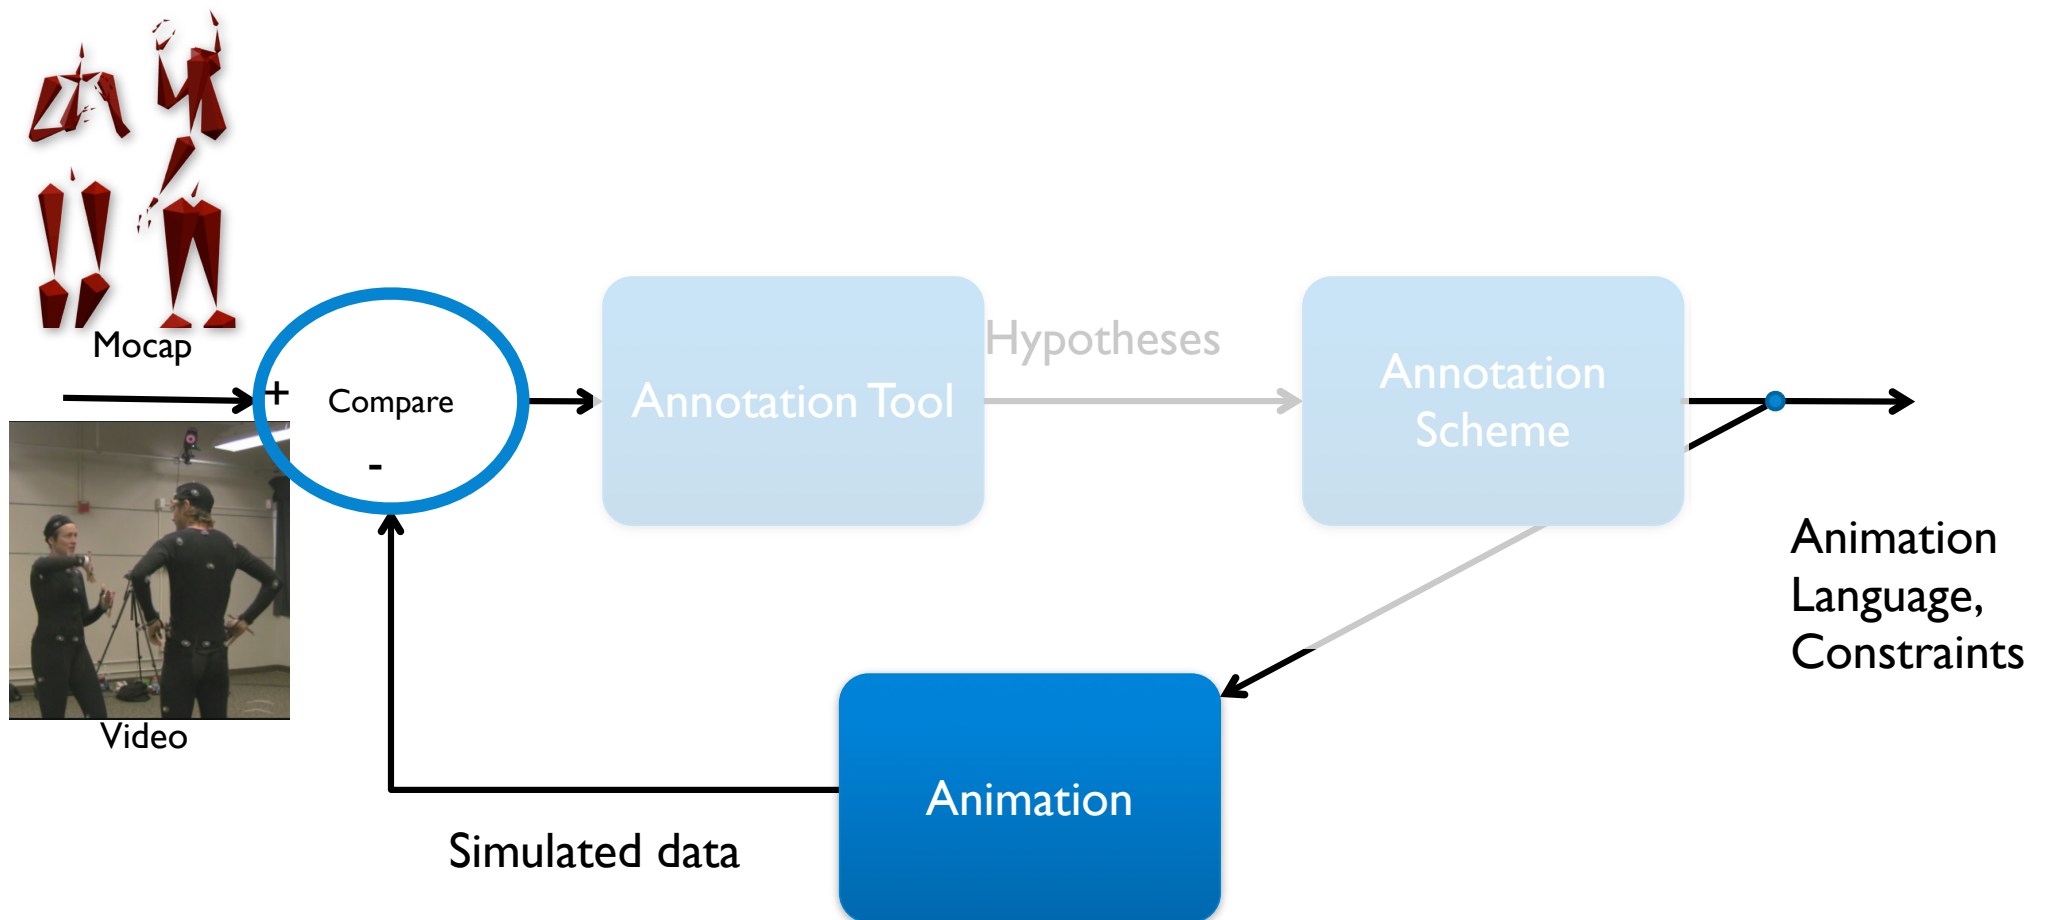 Mocap
+
Compare
-
Video
Annotation Tool
Hypotheses
Annotation
Scheme
Animation
Language,
Constraints
Animation
Simulated data